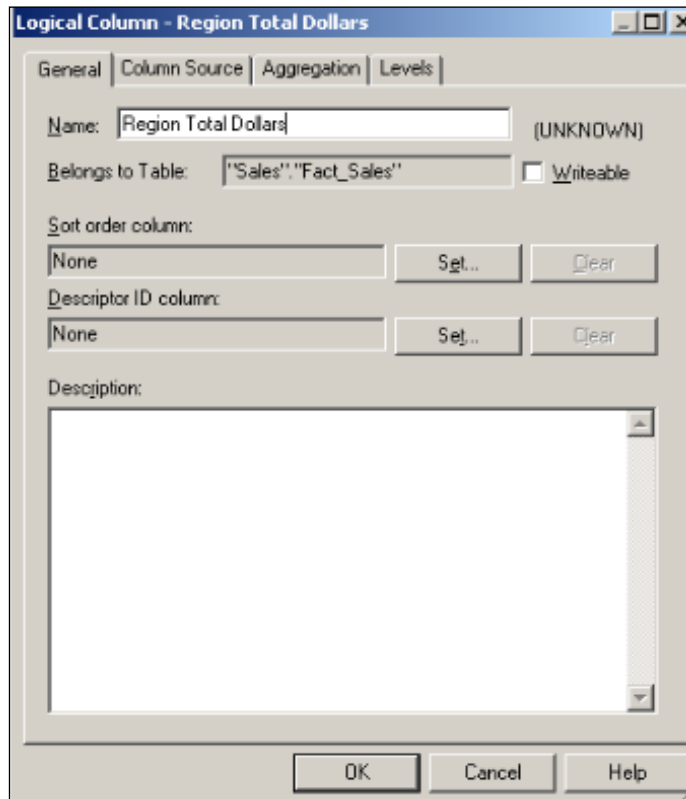 Logical Column - Region Total Dollars
General Column Source Aggregation Levels
Name: Region Total Dollars (UNKNOWN)
Belongs to Table: "Sales"."Fact_Sales" Writeable
Sort order column:
None Set... Clear
Descriptor ID column:
None Set... Clear
Description:
OK Cancel Help